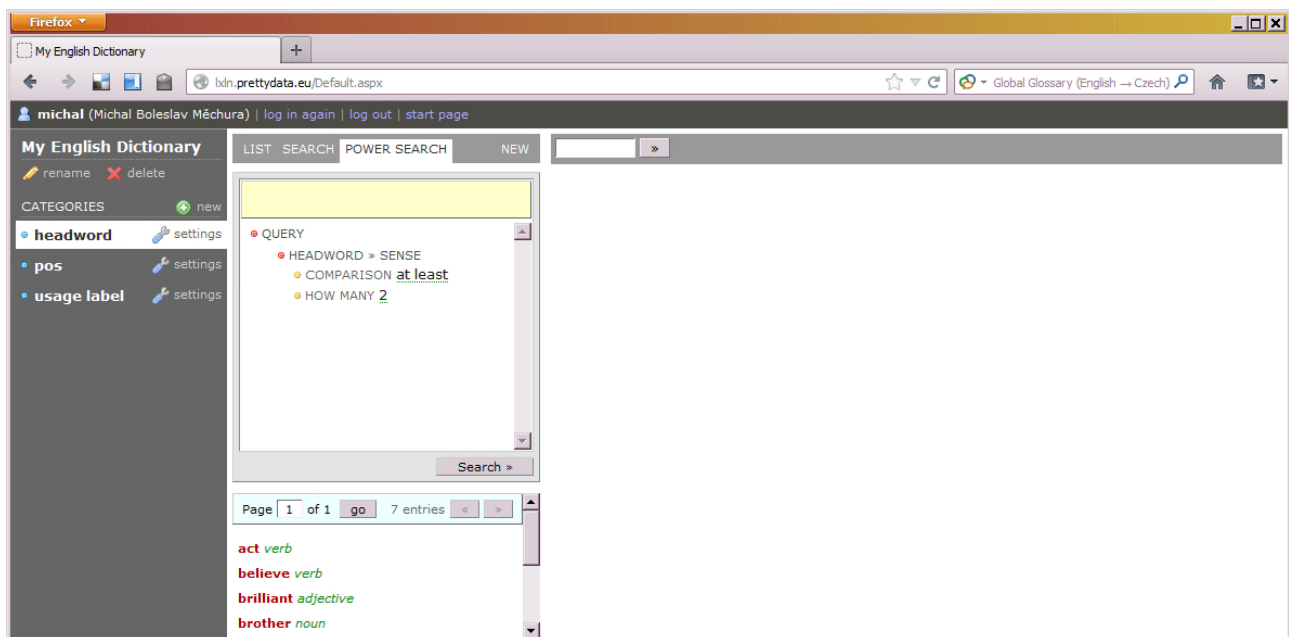 Firefox
My English Dictionary
+
lxln.prettydata.eu/Default.aspx
Global Glossary (English → Czech)
michal (Michal Boleslav Měchura) | log in again | log out | start page
My English Dictionary
rename delete
CATEGORIES new
headword settings
pos settings
usage label settings
LIST SEARCH POWER SEARCH NEW
»
QUERY
HEADWORD » SENSE
COMPARISON at least
HOW MANY 2
Search »
Page 1 of 1 go 7 entries « »
act verb
believe verb
brilliant adjective
brother noun